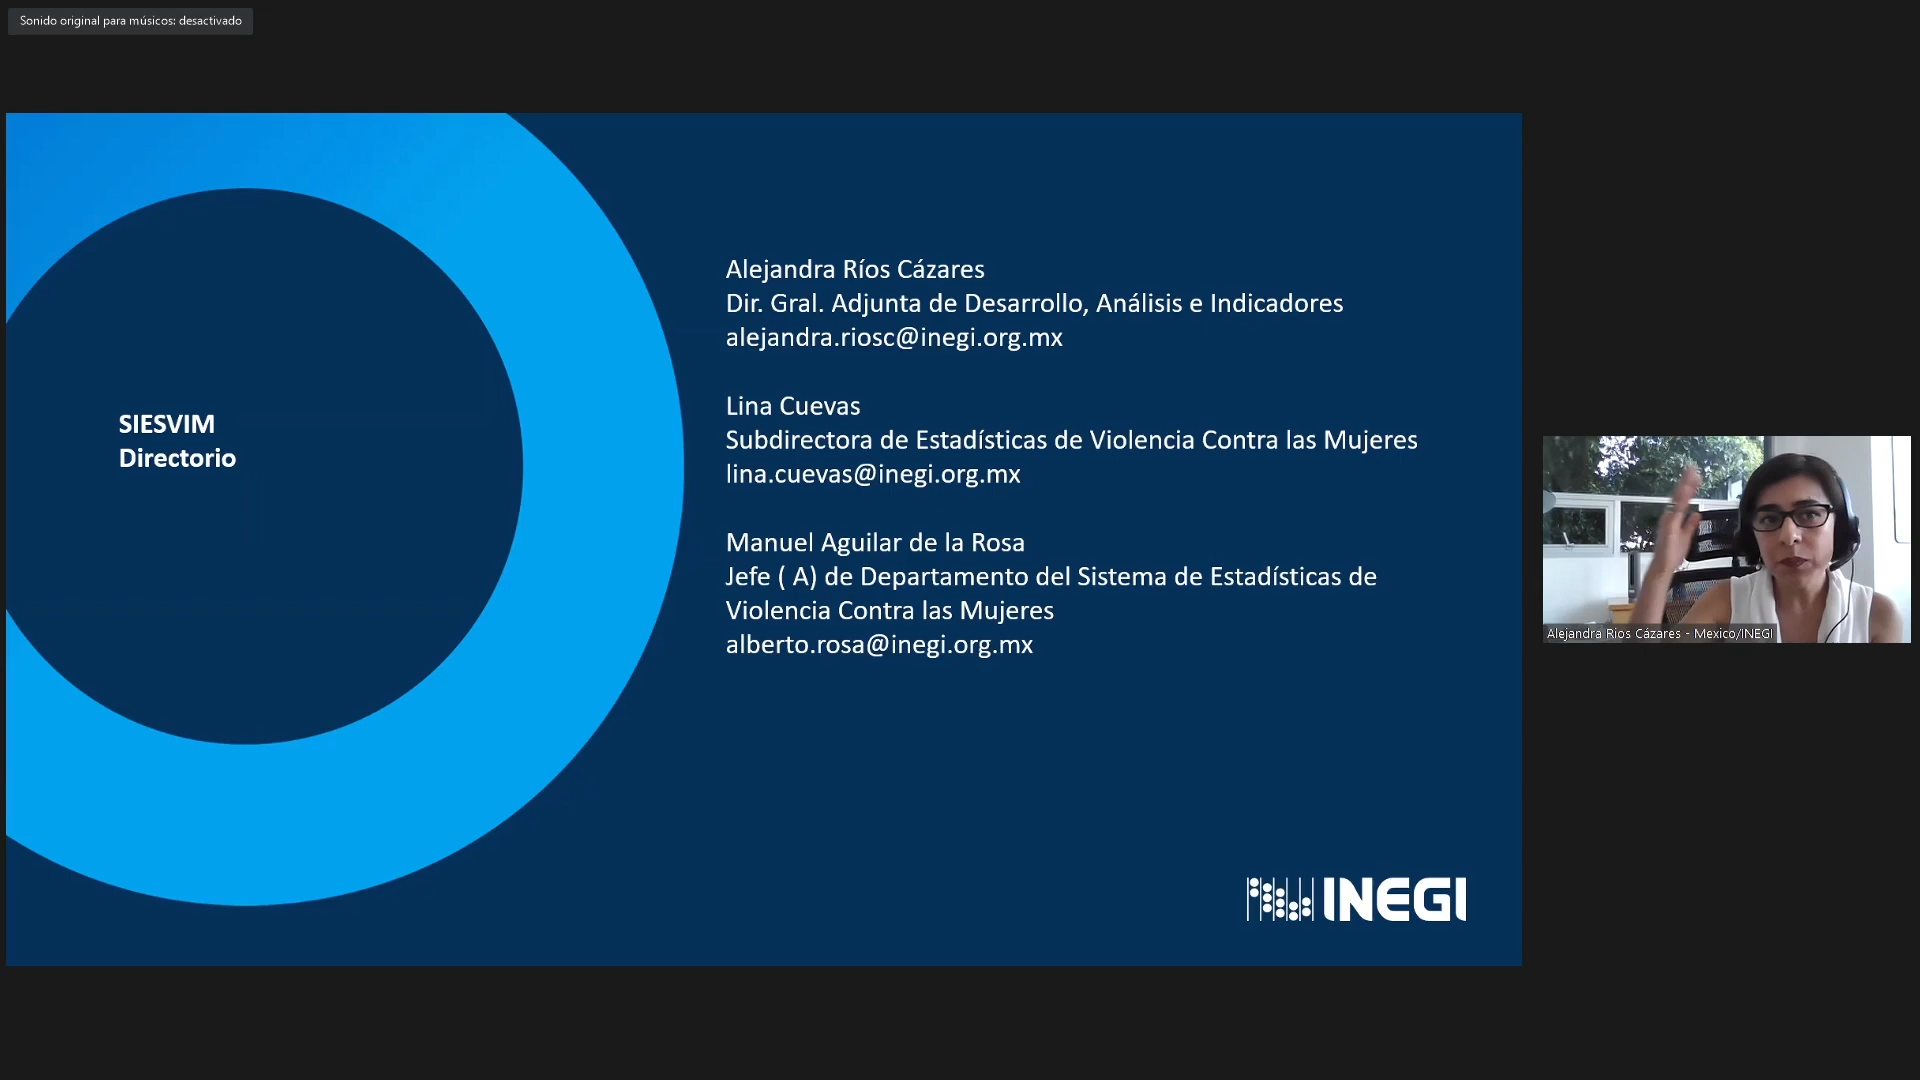 Sonido original para músicos: desactivado
SIESVIM
Directorio
Alejandra Ríos Cázares
Dir. Gral. Adjunta de Desarrollo, Análisis e Indicadores
alejandra.riosc@inegi.org.mx
Lina Cuevas
Subdirectora de Estadísticas de Violencia Contra las Mujeres
lina.cuevas@inegi.org.mx
Manuel Aguilar de la Rosa
Jefe ( A) de Departamento del Sistema de Estadísticas de
Violencia Contra las Mujeres
alberto.rosa@inegi.org.mx
INEGI
Alejandra Ríos Cázares - Mexico/INEGI